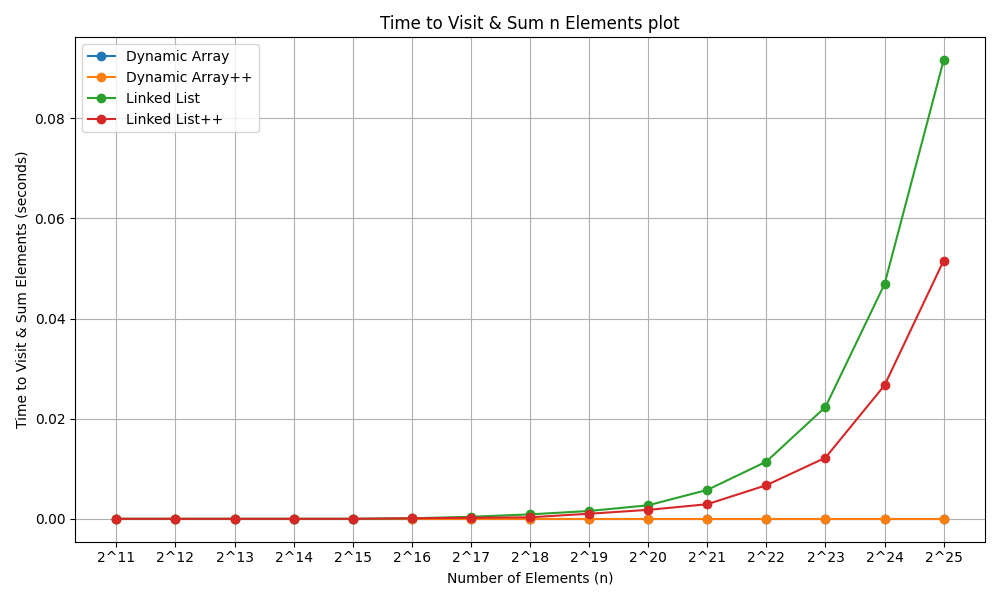 Time to Visit & Sum n Elements plot
Dynamic Array
Dynamic Array++
Linked List
Linked List++
Time to Visit & Sum Elements (seconds)
0.08
0.06
0.04
0.02
0.00
2^11 2^12 2^13 2^14 2^15 2^16 2^17 2^18 2^19 2^20 2^21 2^22 2^23 2^24 2^25
Number of Elements (n)